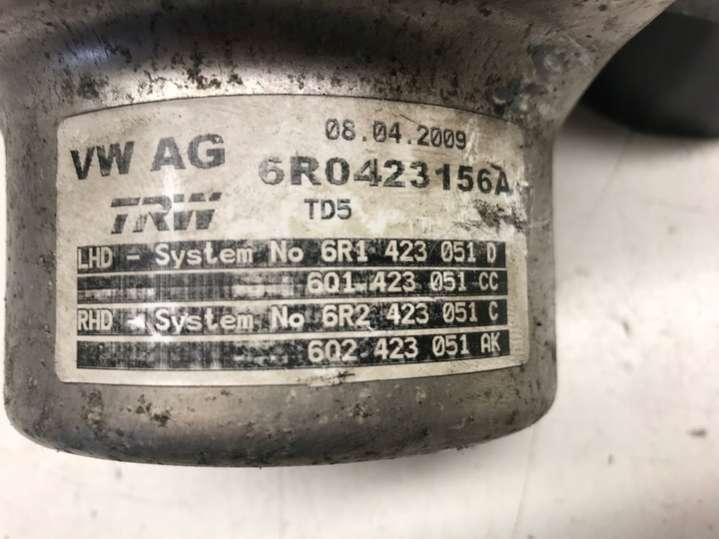 08.04.2009
VW AG 6R0423156A
TRW TD5
LHD - System No 6R1 423 051 D
6Q1 423 051 CC
RHD - System No 6R2 423 051 C
6Q2 423 051 AK